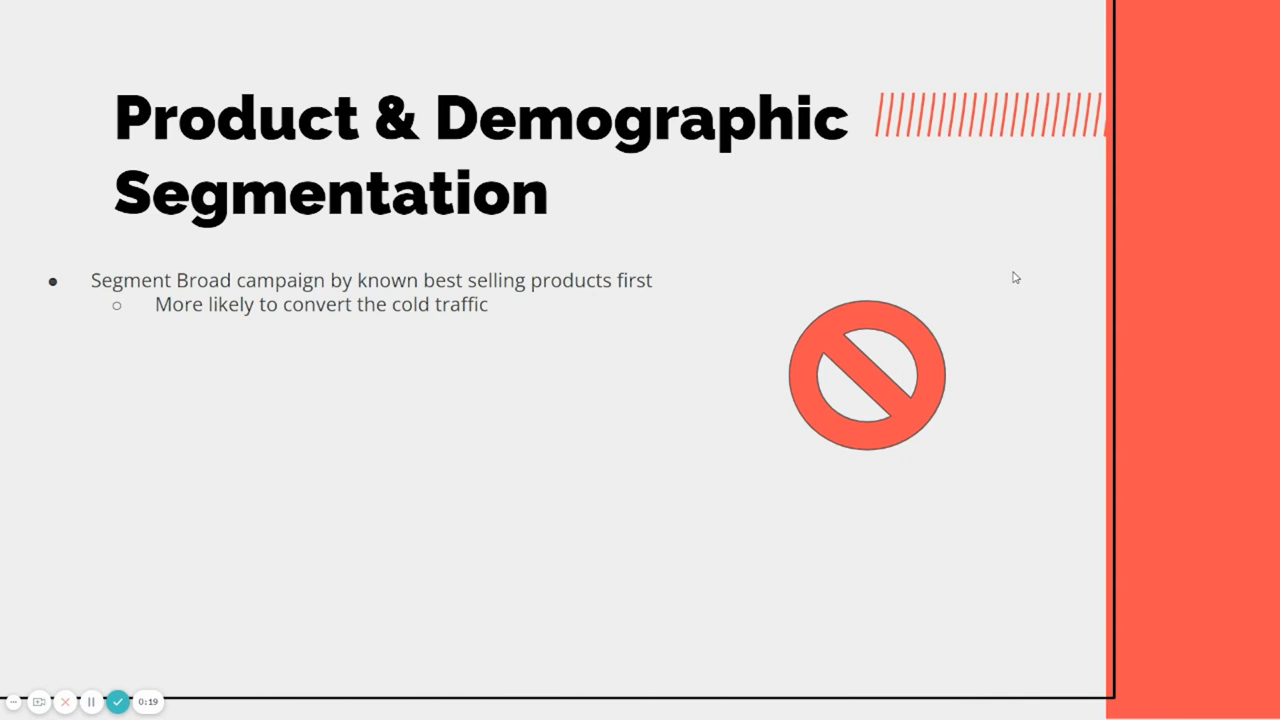 Product & Demographic
Segmentation
● Segment Broad campaign by known best selling products first
○ More likely to convert the cold traffic
0:19